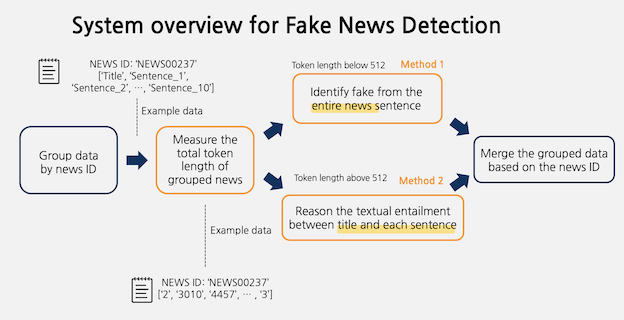 System overview for Fake News Detection
NEWS ID: 'NEWS00237'
['Title', 'Sentence_1',
'Sentence_2', ⋯, 'Sentence_10']
Example data
Token length below 512
Method 1
Identify fake from the
entire news sentence
Group data
by news ID
Measure the
total token
length of
grouped news
Merge the grouped data
based on the news ID
Token length above 512
Method 2
Reason the textual entailment
between title and each sentence
Example data
NEWS ID: 'NEWS00237'
['2', '3010', '4457', ⋯ , '3']